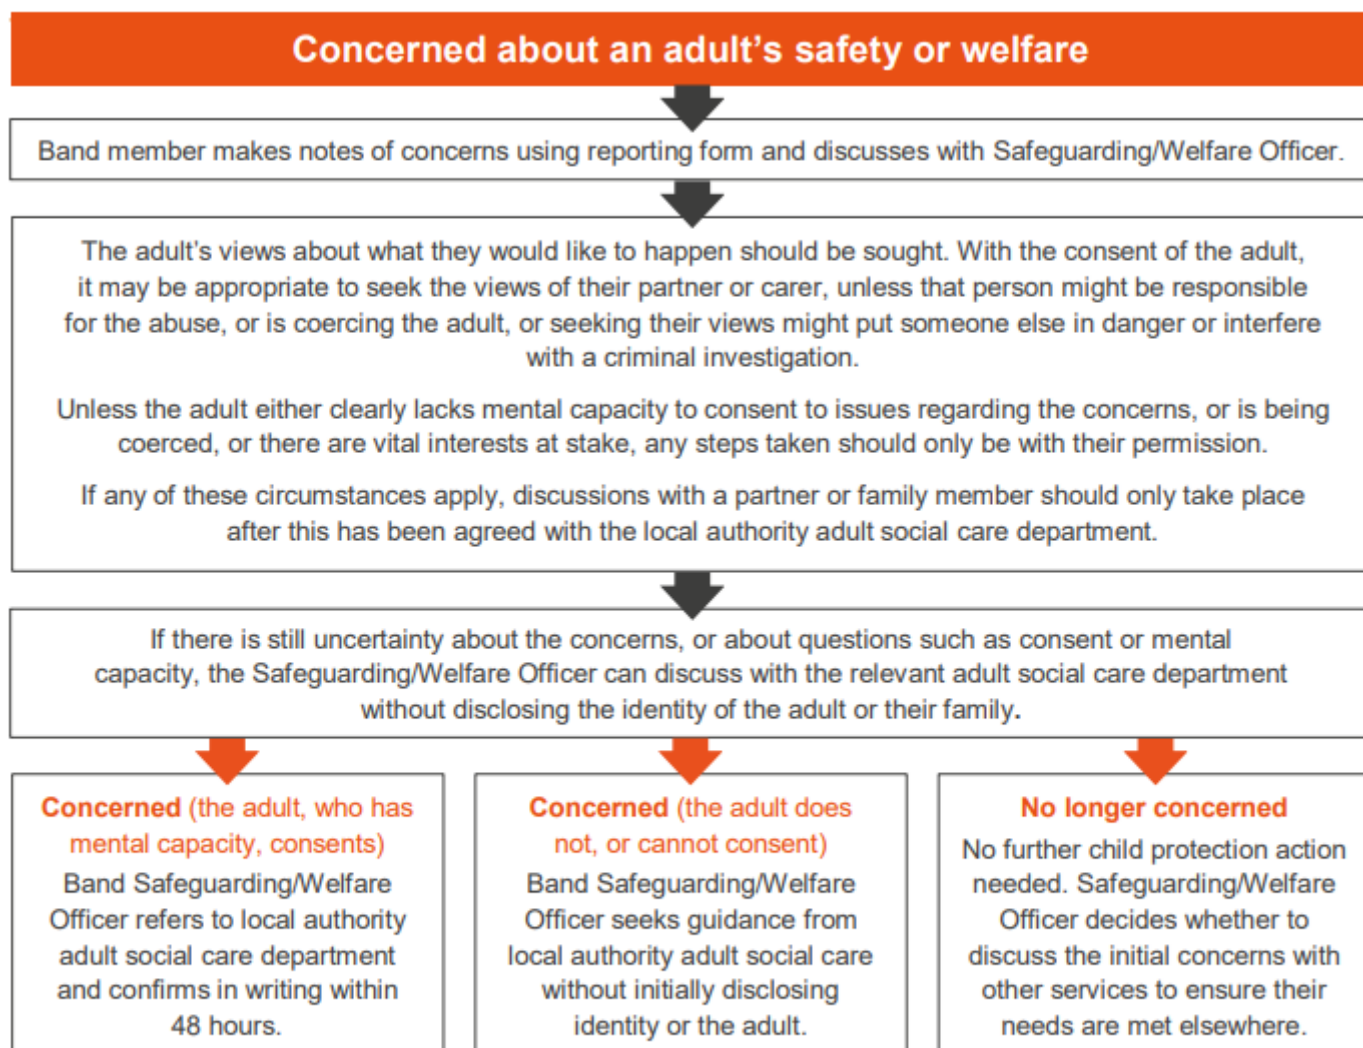 Concerned about an adult's safety or welfare
Band member makes notes of concerns using reporting form and discusses with Safeguarding/Welfare Officer.
The adult's views about what they would like to happen should be sought. With the consent of the adult,
it may be appropriate to seek the views of their partner or carer, unless that person might be responsible
for the abuse, or is coercing the adult, or seeking their views might put someone else in danger or interfere
with a criminal investigation.
Unless the adult either clearly lacks mental capacity to consent to issues regarding the concerns, or is being
coerced, or there are vital interests at stake, any steps taken should only be with their permission.
If any of these circumstances apply, discussions with a partner or family member should only take place
after this has been agreed with the local authority adult social care department.
If there is still uncertainty about the concerns, or about questions such as consent or mental
capacity, the Safeguarding/Welfare Officer can discuss with the relevant adult social care department
without disclosing the identity of the adult or their family.
Concerned (the adult, who has
mental capacity, consents)
Band Safeguarding/Welfare
Officer refers to local authority
adult social care department
and confirms in writing within
48 hours.
Concerned (the adult does
not, or cannot consent)
Band Safeguarding/Welfare
Officer seeks guidance from
local authority adult social care
without initially disclosing
identity or the adult.
No longer concerned
No further child protection action
needed. Safeguarding/Welfare
Officer decides whether to
discuss the initial concerns with
other services to ensure their
needs are met elsewhere.